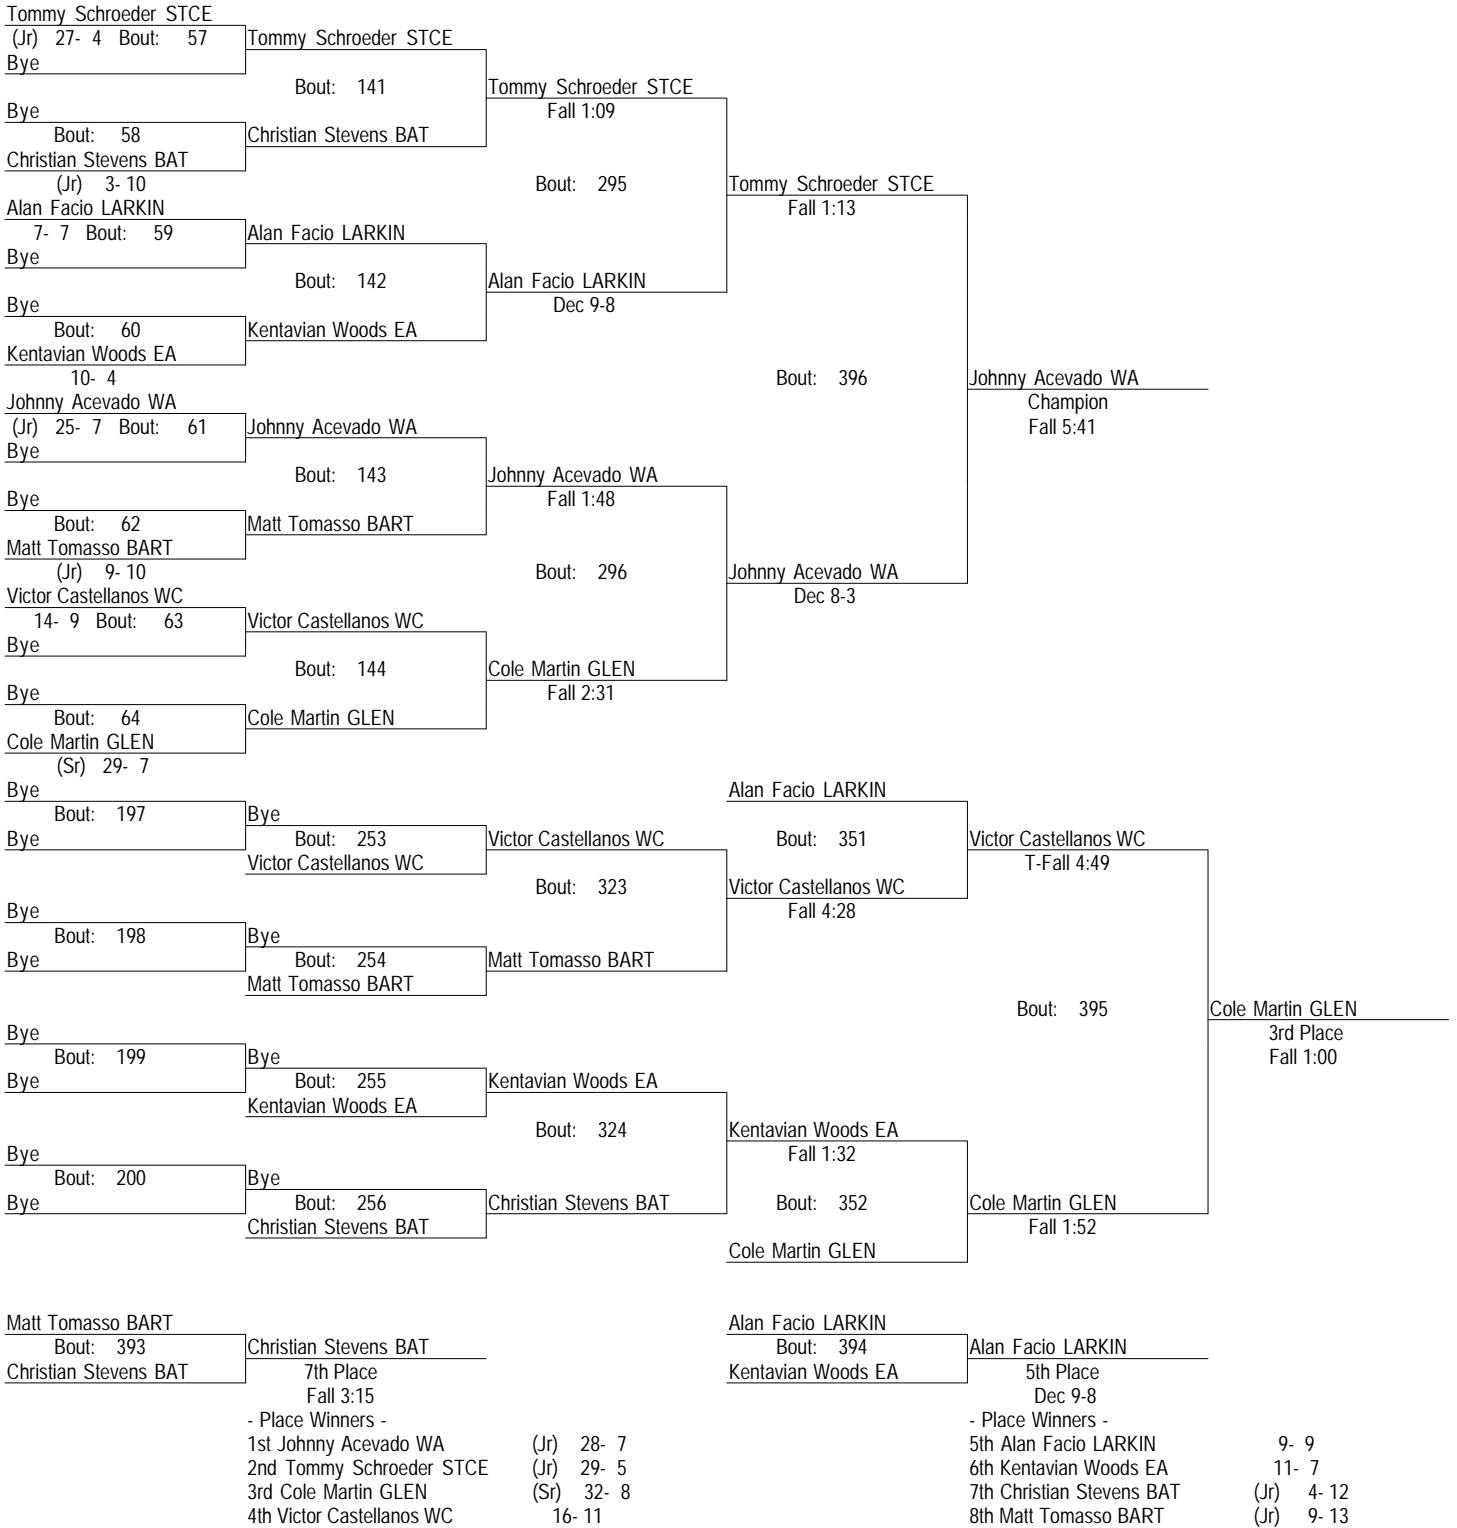 Tommy Schroeder STCE
(Jr) 27- 4 Bout: 57 Tommy Schroeder STCE
Bye
Bout: 141 Tommy Schroeder STCE
Bye Fall 1:09
Bout: 58 Christian Stevens BAT
Christian Stevens BAT
(Jr) 3- 10 Bout: 295 Tommy Schroeder STCE
Alan Facio LARKIN Fall 1:13
7- 7 Bout: 59 Alan Facio LARKIN
Bye
Bout: 142 Alan Facio LARKIN
Bye Dec 9-8
Bout: 60 Kentavian Woods EA
Kentavian Woods EA
10- 4 Bout: 396 Johnny Acevado WA
Johnny Acevado WA Champion
(Jr) 25- 7 Bout: 61 Johnny Acevado WA Fall 5:41
Bye
Bout: 143 Johnny Acevado WA
Bye Fall 1:48
Bout: 62 Matt Tomasso BART
Matt Tomasso BART
(Jr) 9- 10 Bout: 296 Johnny Acevado WA
Victor Castellanos WC Dec 8-3
14- 9 Bout: 63 Victor Castellanos WC
Bye
Bout: 144 Cole Martin GLEN
Bye Fall 2:31
Bout: 64 Cole Martin GLEN
Cole Martin GLEN
(Sr) 29- 7
Bye Alan Facio LARKIN
Bout: 197 Bye
Bye Bout: 253 Victor Castellanos WC Bout: 351 Victor Castellanos WC
Victor Castellanos WC T-Fall 4:49
Bout: 323 Victor Castellanos WC
Bye Fall 4:28
Bout: 198 Bye
Bye Bout: 254 Matt Tomasso BART
Matt Tomasso BART
Bout: 395 Cole Martin GLEN
Bye 3rd Place
Bout: 199 Bye Fall 1:00
Bye Bout: 255 Kentavian Woods EA
Kentavian Woods EA
Bout: 324 Kentavian Woods EA
Bye Fall 1:32
Bout: 200 Bye
Bye Bout: 256 Christian Stevens BAT Bout: 352 Cole Martin GLEN
Christian Stevens BAT Fall 1:52
Cole Martin GLEN
Matt Tomasso BART Alan Facio LARKIN
Bout: 393 Christian Stevens BAT Bout: 394 Alan Facio LARKIN
Christian Stevens BAT 7th Place Kentavian Woods EA 5th Place
Fall 3:15 Dec 9-8
- Place Winners - - Place Winners -
1st Johnny Acevado WA (Jr) 28- 7 5th Alan Facio LARKIN 9- 9
2nd Tommy Schroeder STCE (Jr) 29- 5 6th Kentavian Woods EA 11- 7
3rd Cole Martin GLEN (Sr) 32- 8 7th Christian Stevens BAT (Jr) 4- 12
4th Victor Castellanos WC 16- 11 8th Matt Tomasso BART (Jr) 9- 13